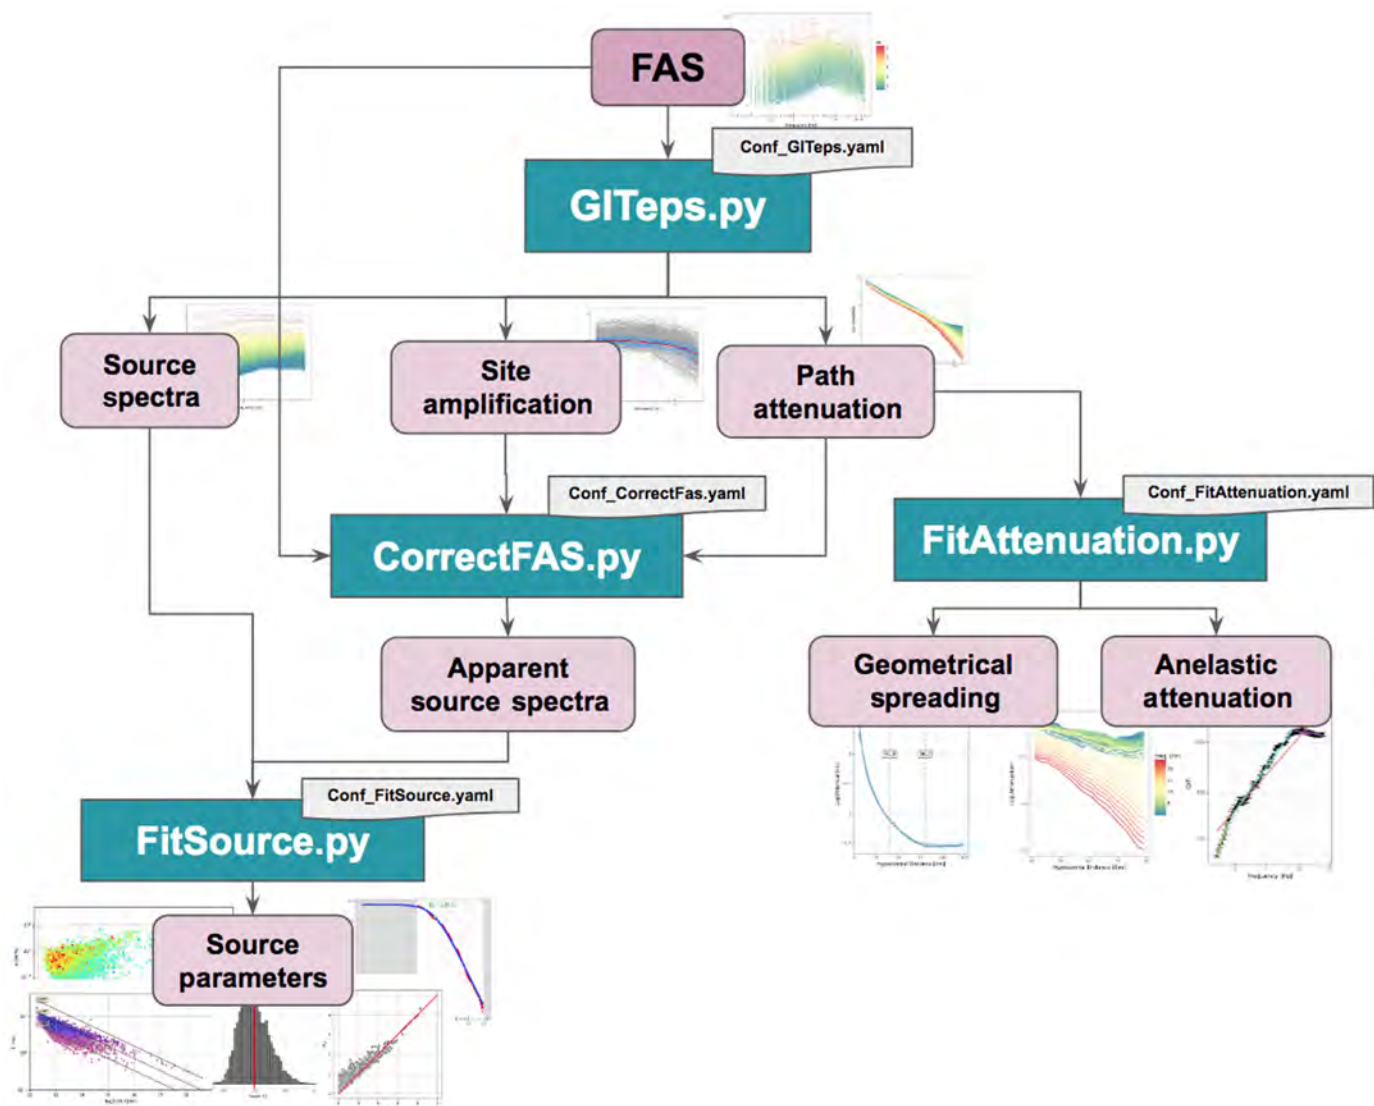 FAS
Conf_GITeps.yaml
GITeps.py
Source
spectra
Site
amplification
Path
attenuation
Conf_CorrectFas.yaml
Conf_FitAttenuation.yaml
CorrectFAS.py
FitAttenuation.py
Apparent
source spectra
Geometrical
spreading
Anelastic
attenuation
Conf_FitSource.yaml
FitSource.py
Source
parameters